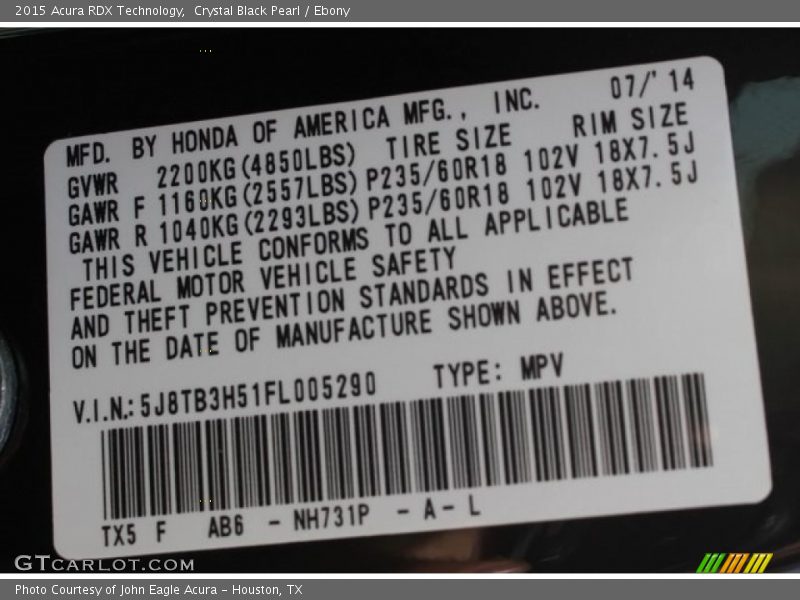 2015 Acura RDX Technology,  Crystal Black Pearl / Ebony
07/'14
MFD. BY HONDA OF AMERICA MFG., INC.
GVWR 2200KG(4850LBS) TIRE SIZE RIM SIZE
GAWR F 1160KG(2557LBS) P235/60R18 102V 18X7.5J
GAWR R 1040KG(2293LBS) P235/60R18 102V 18X7.5J
THIS VEHICLE CONFORMS TO ALL APPLICABLE
FEDERAL MOTOR VEHICLE SAFETY
AND THEFT PREVENTION STANDARDS IN EFFECT
ON THE DATE OF MANUFACTURE SHOWN ABOVE.
V.I.N.: 5J8TB3H51FL005290 TYPE: MPV
TX5 F AB6 - NH731P - A - L
GTCARLOT.COM
Photo Courtesy of John Eagle Acura - Houston, TX